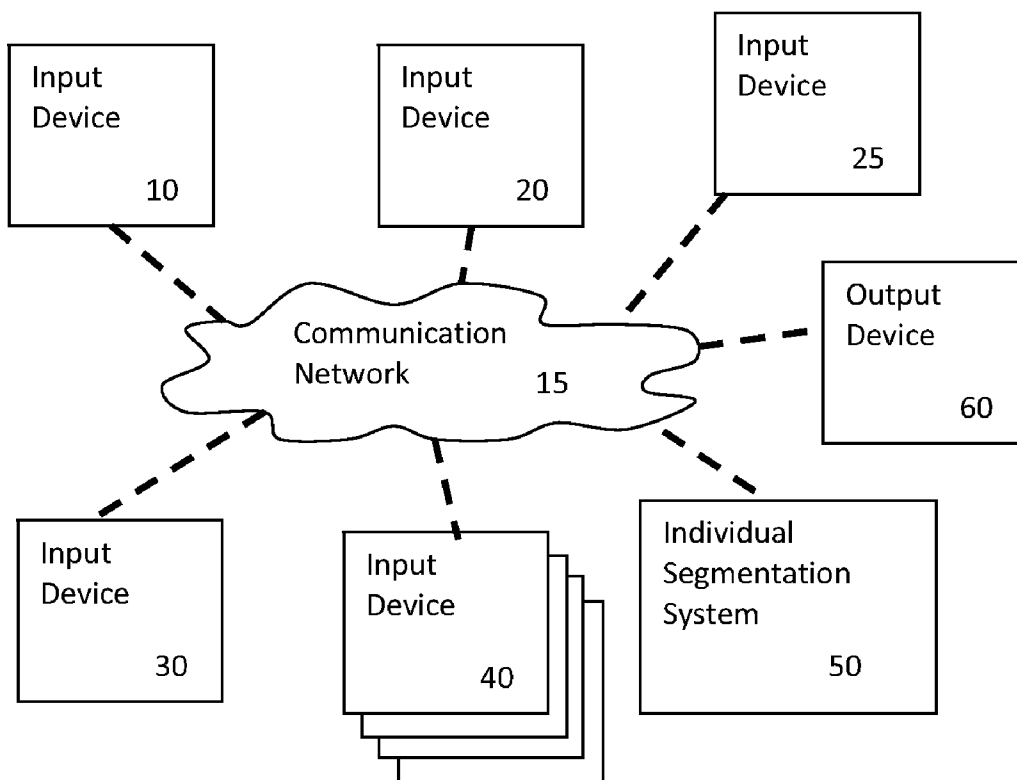 Input
Device
10
Input
Device
20
Input
Device
25
Communication
Network
15
Output
Device
60
Input
Device
30
Input
Device
40
Individual
Segmentation
System
50